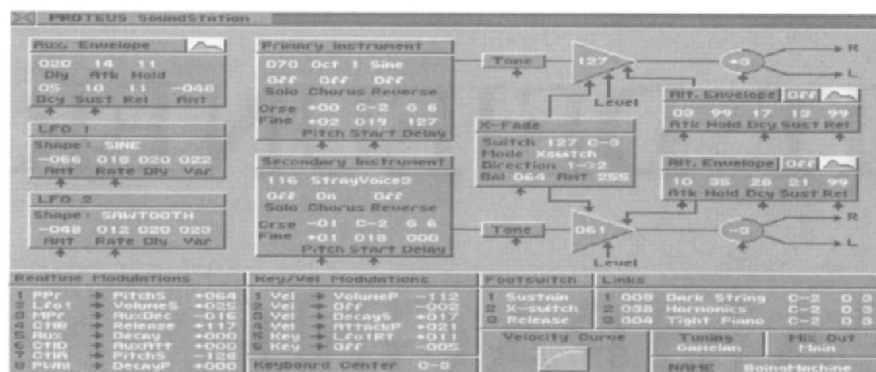 PROTEUS SoundStation
Aux. Envelope
020 14 11
Dly Atk Hold
05 10 11 -048
Dcy Sust Rel Amt
LFO 1
Shape: SINE
-066 018 020 022
Amt Rate Dly Var
LFO 2
Shape: SAWTOOTH
-048 012 020 023
Amt Rate Dly Var
Primary Instrument
070 Oct 1 Sine
Off Off Off
Solo Chorus Reverse
Crse +00 C-2 G 6
Fine +02 019 127
Pitch Start Delay
Secondary Instrument
116 StrayVoice3
Off On Off
Solo Chorus Reverse
Crse -01 C-2 G 6
Fine +01 018 000
Pitch Start Delay
Tone
127
Level
+3
R
L
Alt. Envelope Off
03 99 17 13 99
Atk Hold Dcy Sust Rel
X-Fade
Switch 127 C-3
Mode Xswitch
Direction 1->2
Bal 064 Amt 255
Alt. Envelope Off
10 35 28 21 99
Atk Hold Dcy Sust Rel
Tone
061
Level
-3
R
L
Realtime Modulations
1 PPr → PitchS +064
2 Lfo1 → VolumeS +025
3 MPr → AuxDec -016
4 CtlB → Release +117
5 Aux → Decay +000
6 CtlD → AuxAtt +000
7 CtlA → PitchS -128
8 PWhl → DecayP +000
Key/Vel Modulations
1 Vel → VolumeP -112
2 Vel → Off -002
3 Vel → DecayS +017
4 Vel → AttackP +021
5 Key → Lfo1Rt +011
6 Key → Off -005
Keyboard Center C-3
Footswitch
1 Sustain
2 X-switch
3 Release
Links
1 009 Dark String C-2 D 3
2 038 Harmonics C-2 D 3
3 004 Tight Piano C-2 D 3
Velocity Curve
Tuning
Gamelan
Mix Out
Main
NAME BoingMachine